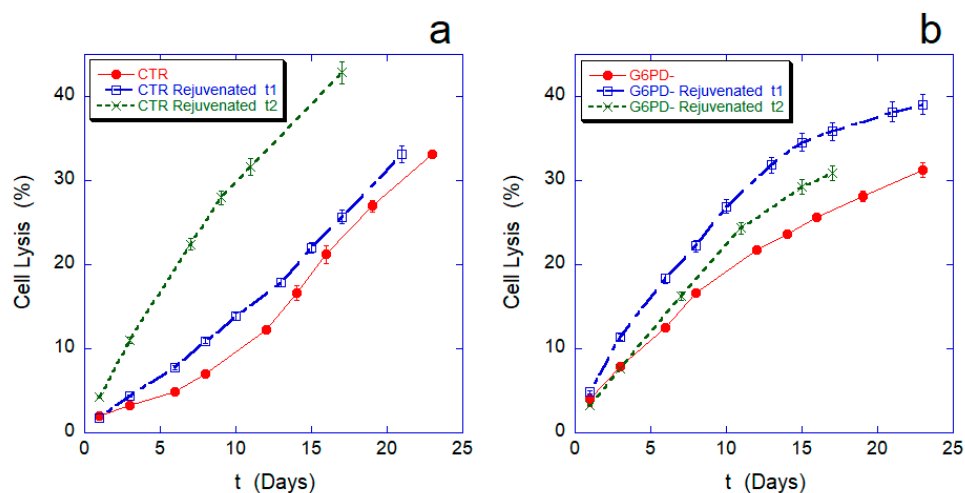 a
CTR
CTR Rejuvenated t1
CTR Rejuvenated t2
40
30
20
10
0
Cell Lysis (%)
0 5 10 15 20 25
t (Days)
b
G6PD-
G6PD- Rejuvenated t1
G6PD- Rejuvenated t2
40
30
20
10
0
Cell Lysis (%)
0 5 10 15 20 25
t (Days)